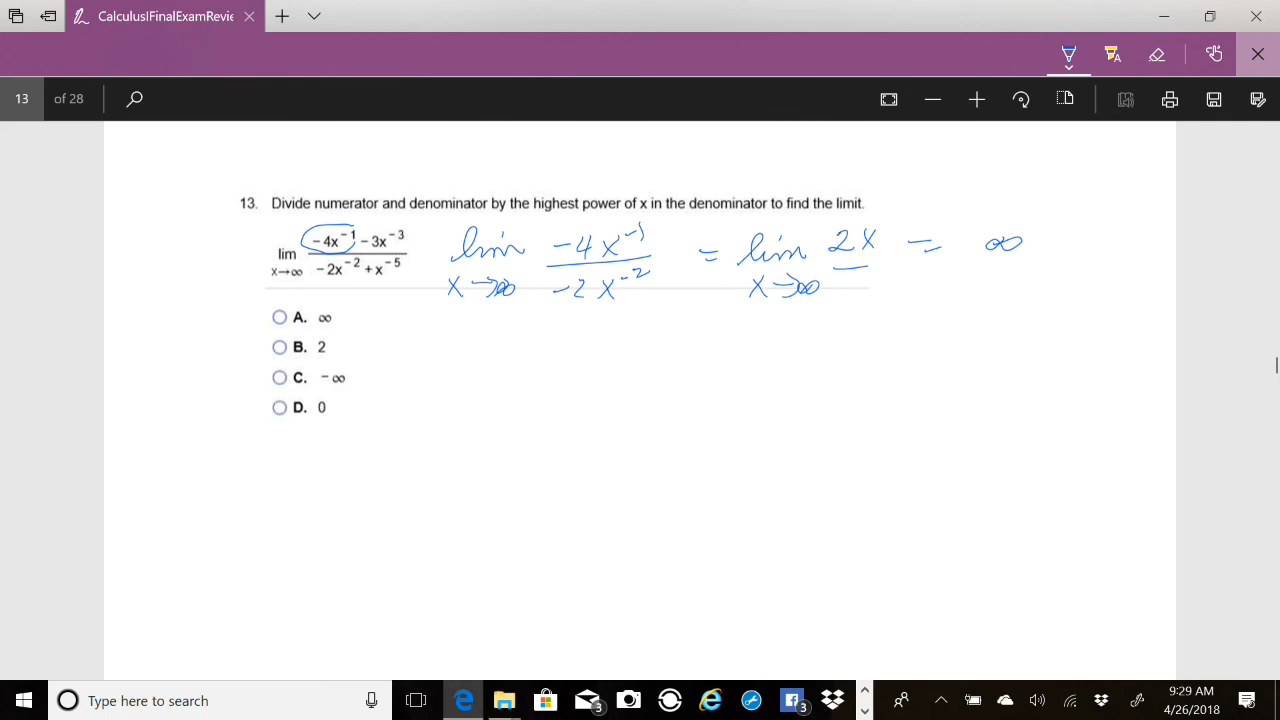 CalculusIFinalExamRevie
13 of 28
13. Divide numerator and denominator by the highest power of x in the denominator to find the limit.
lim x→∞ (−4x⁻¹ − 3x⁻³)/(−2x⁻² + x⁻⁵) lim x→∞ (−4x⁻¹)/(−2x⁻²) = lim x→∞ 2x = ∞
A. ∞
B. 2
C. −∞
D. 0
Type here to search
3
3
9:29 AM
4/26/2018